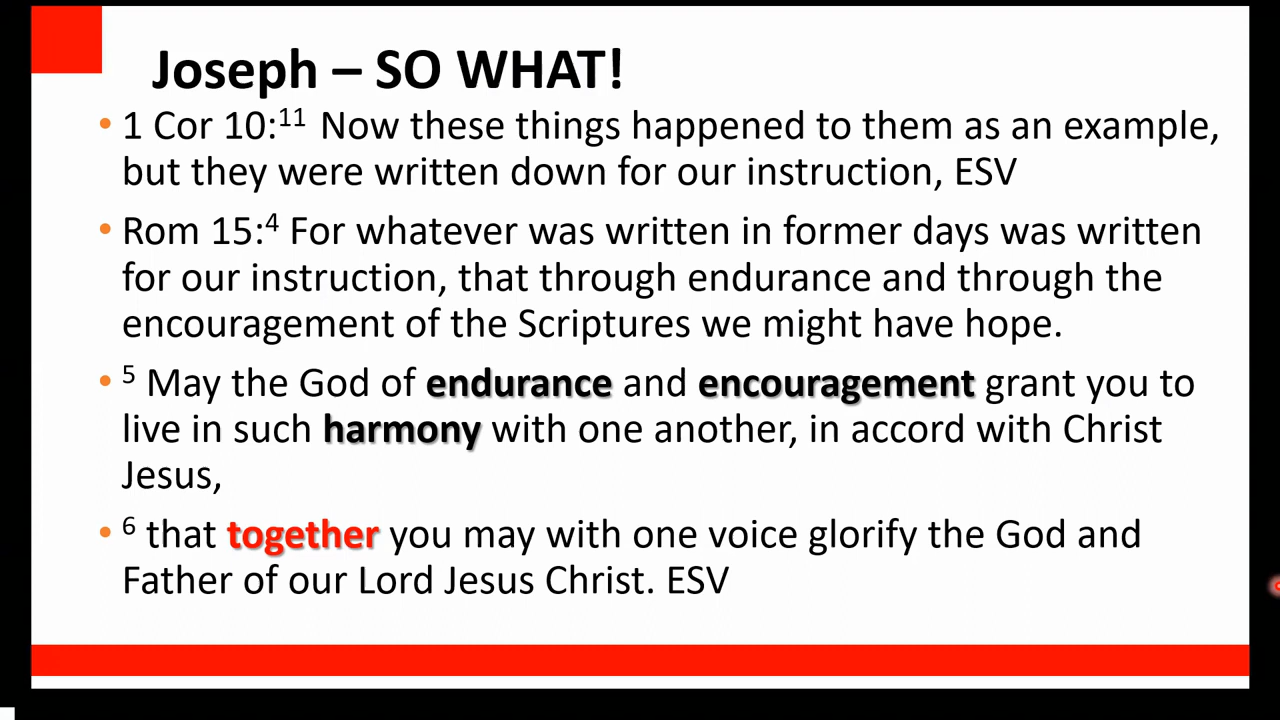 Joseph – SO WHAT!
• 1 Cor 10:¹¹ Now these things happened to them as an example,
but they were written down for our instruction, ESV
• Rom 15:⁴ For whatever was written in former days was written
for our instruction, that through endurance and through the
encouragement of the Scriptures we might have hope.
• ⁵ May the God of endurance and encouragement grant you to
live in such harmony with one another, in accord with Christ
Jesus,
• ⁶ that together you may with one voice glorify the God and
Father of our Lord Jesus Christ. ESV